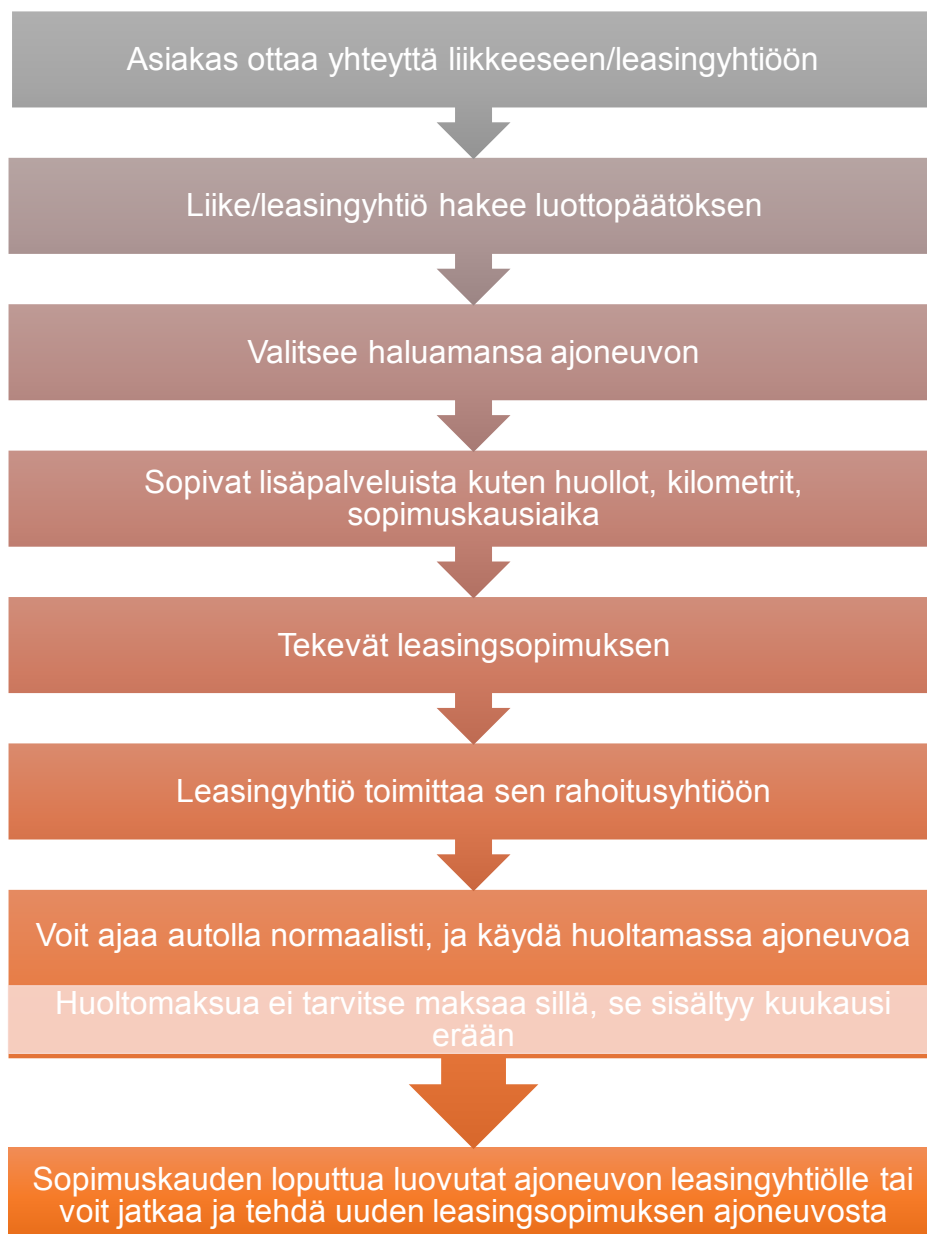 Asiakas ottaa yhteyttä liikkeeseen/leasingyhtiöön
Liike/leasingyhtiö hakee luottopäätöksen
Valitsee haluamansa ajoneuvon
Sopivat lisäpalveluista kuten huollot, kilometrit,
sopimuskausiaika
Tekevät leasingsopimuksen
Leasingyhtiö toimittaa sen rahoitusyhtiöön
Voit ajaa autolla normaalisti, ja käydä huoltamassa ajoneuvoa
Huoltomaksua ei tarvitse maksaa sillä, se sisältyy kuukausi
erään
Sopimuskauden loputtua luovutat ajoneuvon leasingyhtiölle tai
voit jatkaa ja tehdä uuden leasingsopimuksen ajoneuvosta